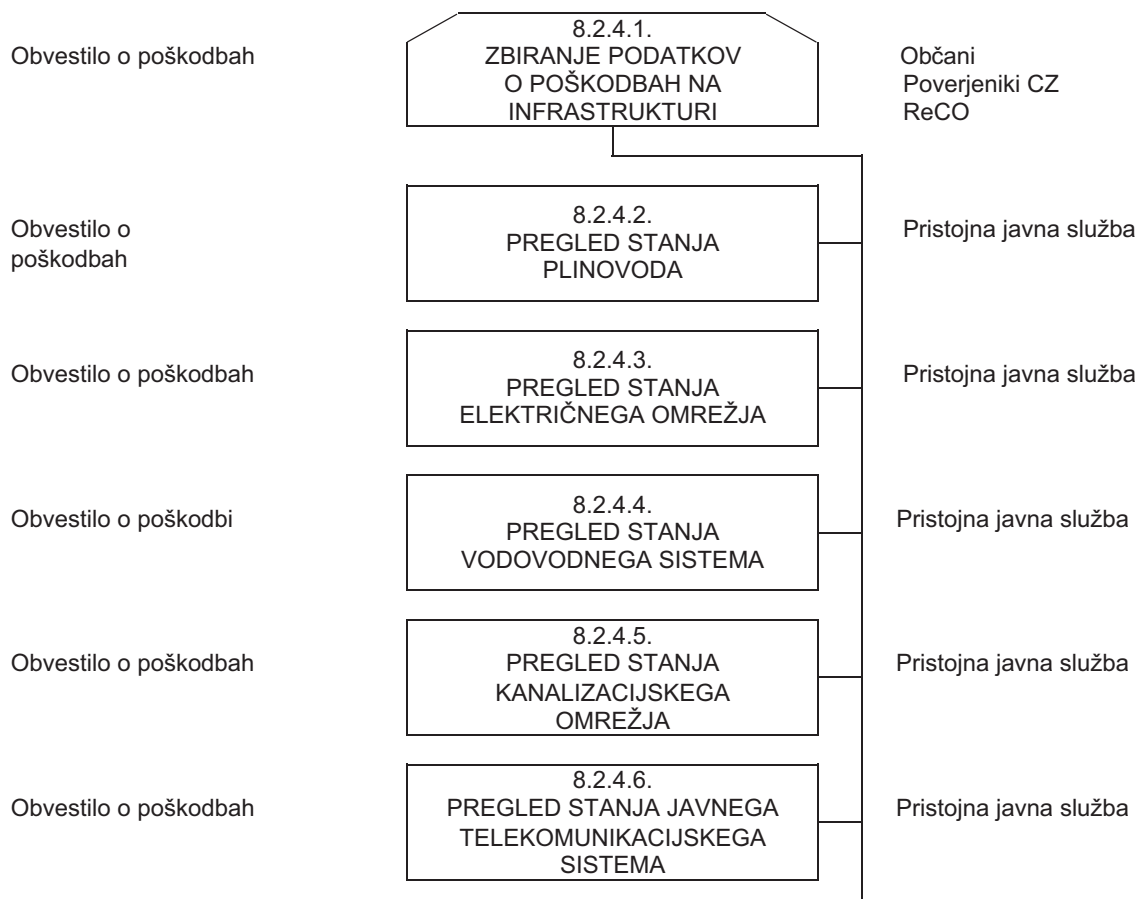 Obvestilo o poškodbah
8.2.4.1.
ZBIRANJE PODATKOV
O POŠKODBAH NA
INFRASTRUKTURI
Občani
Poverjeniki CZ
ReCO
Obvestilo o
poškodbah
8.2.4.2.
PREGLED STANJA
PLINOVODA
Pristojna javna služba
Obvestilo o poškodbah
8.2.4.3.
PREGLED STANJA
ELEKTRIČNEGA OMREŽJA
Pristojna javna služba
Obvestilo o poškodbi
8.2.4.4.
PREGLED STANJA
VODOVODNEGA SISTEMA
Pristojna javna služba
Obvestilo o poškodbah
8.2.4.5.
PREGLED STANJA
KANALIZACIJSKEGA
OMREŽJA
Pristojna javna služba
Obvestilo o poškodbah
8.2.4.6.
PREGLED STANJA JAVNEGA
TELEKOMUNIKACIJSKEGA
SISTEMA
Pristojna javna služba